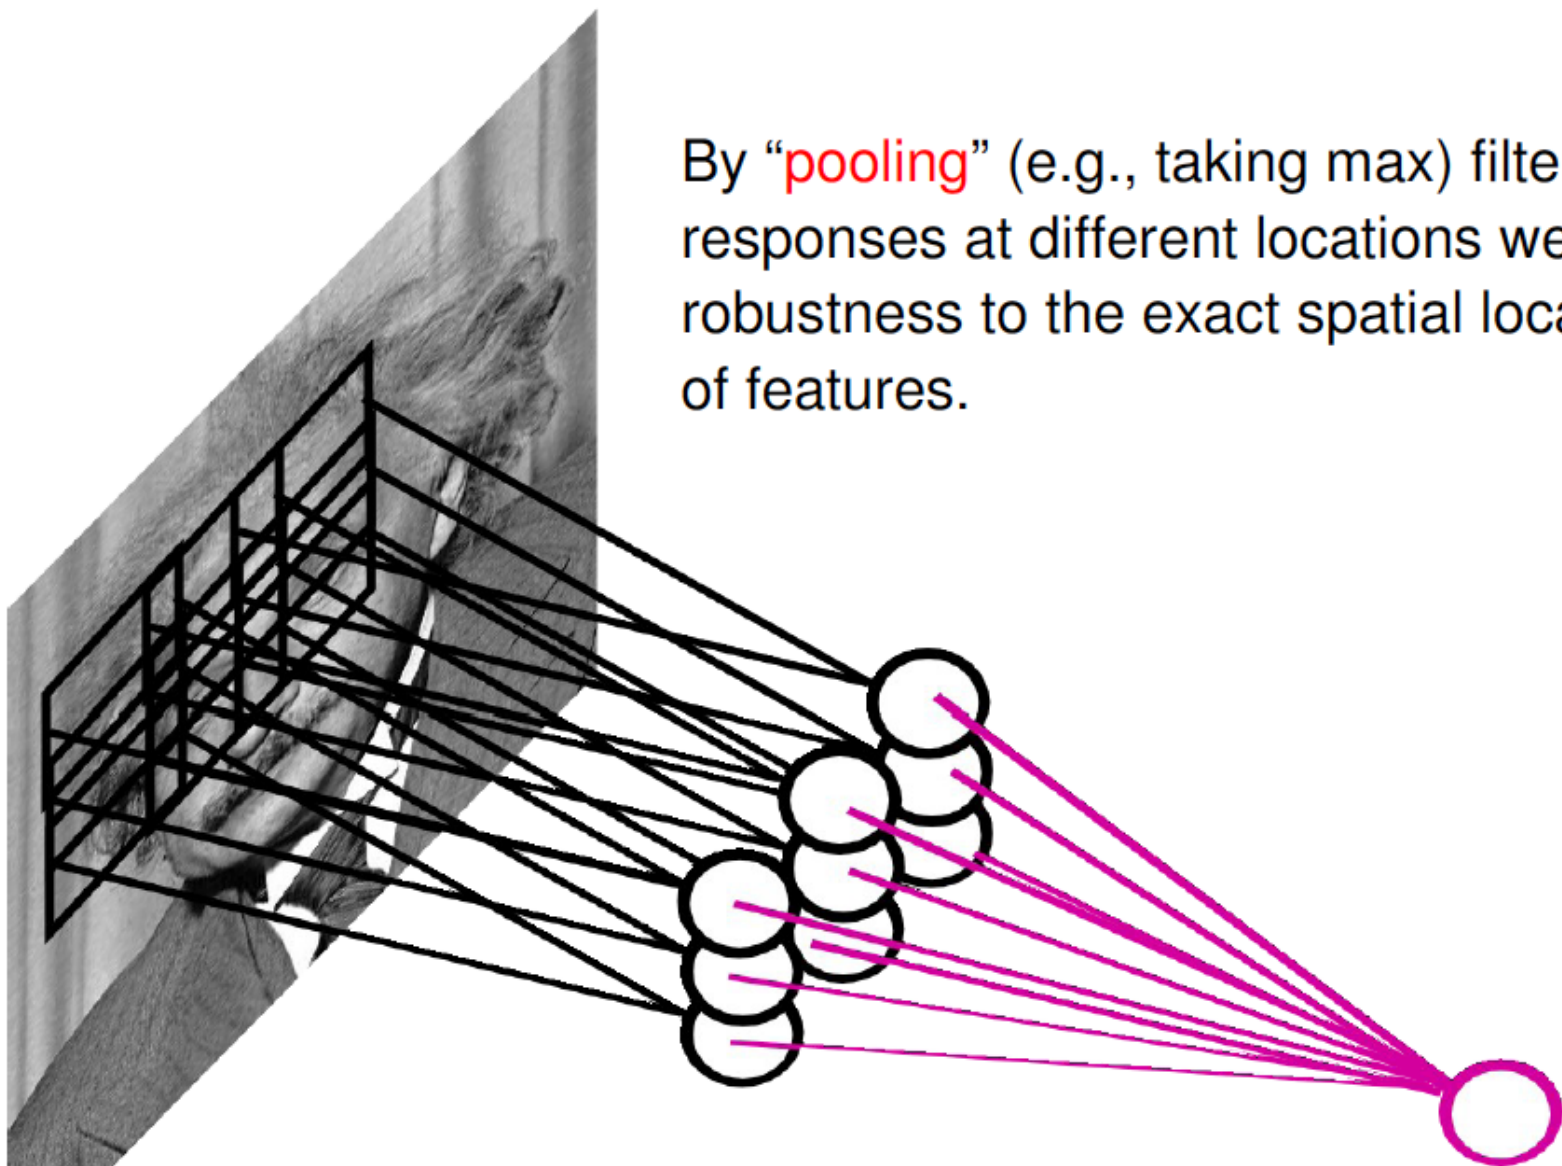 By “pooling” (e.g., taking max) filte
responses at different locations we
robustness to the exact spatial loca
of features.